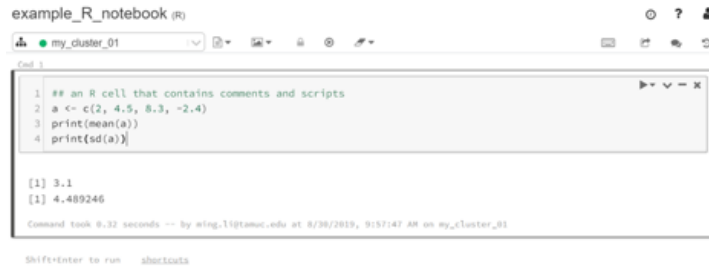 example_R_notebook (R)
?
my_cluster_01
Cmd 1
1 ## an R cell that contains comments and scripts
2 a <- c(2, 4.5, 8.3, -2.4)
3 print(mean(a))
4 print(sd(a))
[1] 3.1
[1] 4.489246
Command took 0.32 seconds -- by ming.li@tamuc.edu at 8/30/2019, 9:57:47 AM on my_cluster_01
Shift+Enter to run shortcuts